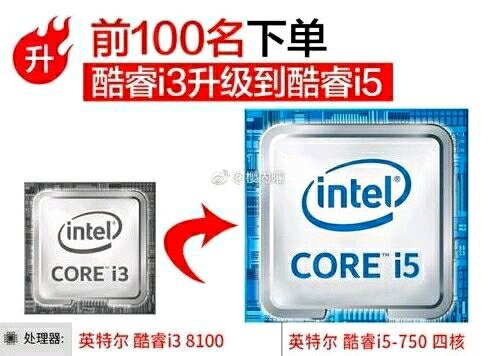 升
前100名下单
酷睿i3升级到酷睿i5
intel
CORE™ i5
intel
CORE™ i3
处理器:
英特尔 酷睿i3 8100
英特尔 酷睿i5-750 四核